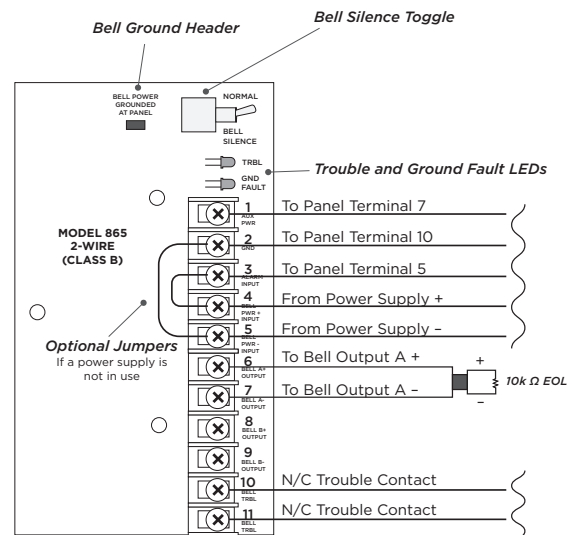 Bell Ground Header
Bell Silence Toggle
BELL POWER
GROUNDED
AT PANEL
NORMAL
BELL
SILENCE
TRBL
GND
FAULT
Trouble and Ground Fault LEDs
MODEL 865
2-WIRE
(CLASS B)
1
AUX
PWR
To Panel Terminal 7
2
GND
To Panel Terminal 10
3
ALARM
INPUT
To Panel Terminal 5
4
BELL
PWR +
INPUT
From Power Supply +
5
BELL
PWR -
INPUT
From Power Supply –
Optional Jumpers
If a power supply is
not in use
6
BELL A+
OUTPUT
To Bell Output A +
7
BELL A-
OUTPUT
To Bell Output A –
+
10k Ω EOL
–
8
BELL B+
OUTPUT
9
BELL B-
OUTPUT
10
BELL
TRBL
N/C Trouble Contact
11
BELL
TRBL
N/C Trouble Contact